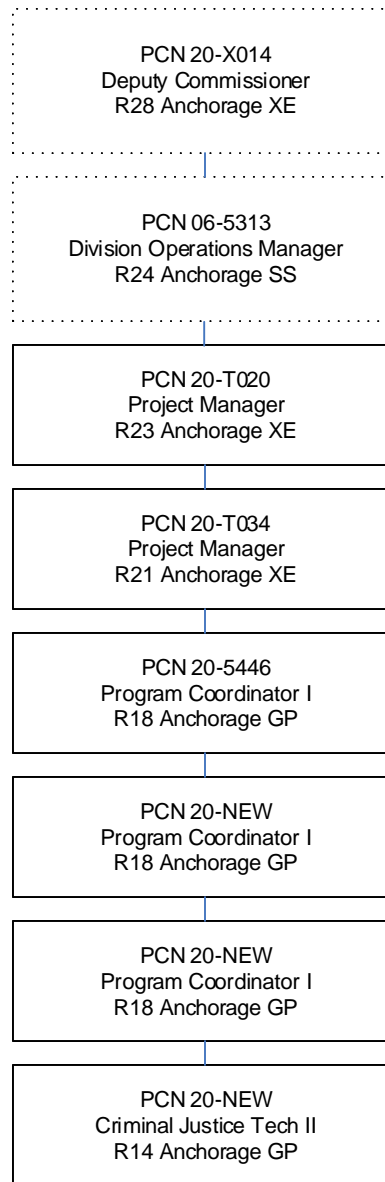 PCN 20-X014
Deputy Commissioner
R28 Anchorage XE
PCN 06-5313
Division Operations Manager
R24 Anchorage SS
PCN 20-T020
Project Manager
R23 Anchorage XE
PCN 20-T034
Project Manager
R21 Anchorage XE
PCN 20-5446
Program Coordinator I
R18 Anchorage GP
PCN 20-NEW
Program Coordinator I
R18 Anchorage GP
PCN 20-NEW
Program Coordinator I
R18 Anchorage GP
PCN 20-NEW
Criminal Justice Tech II
R14 Anchorage GP